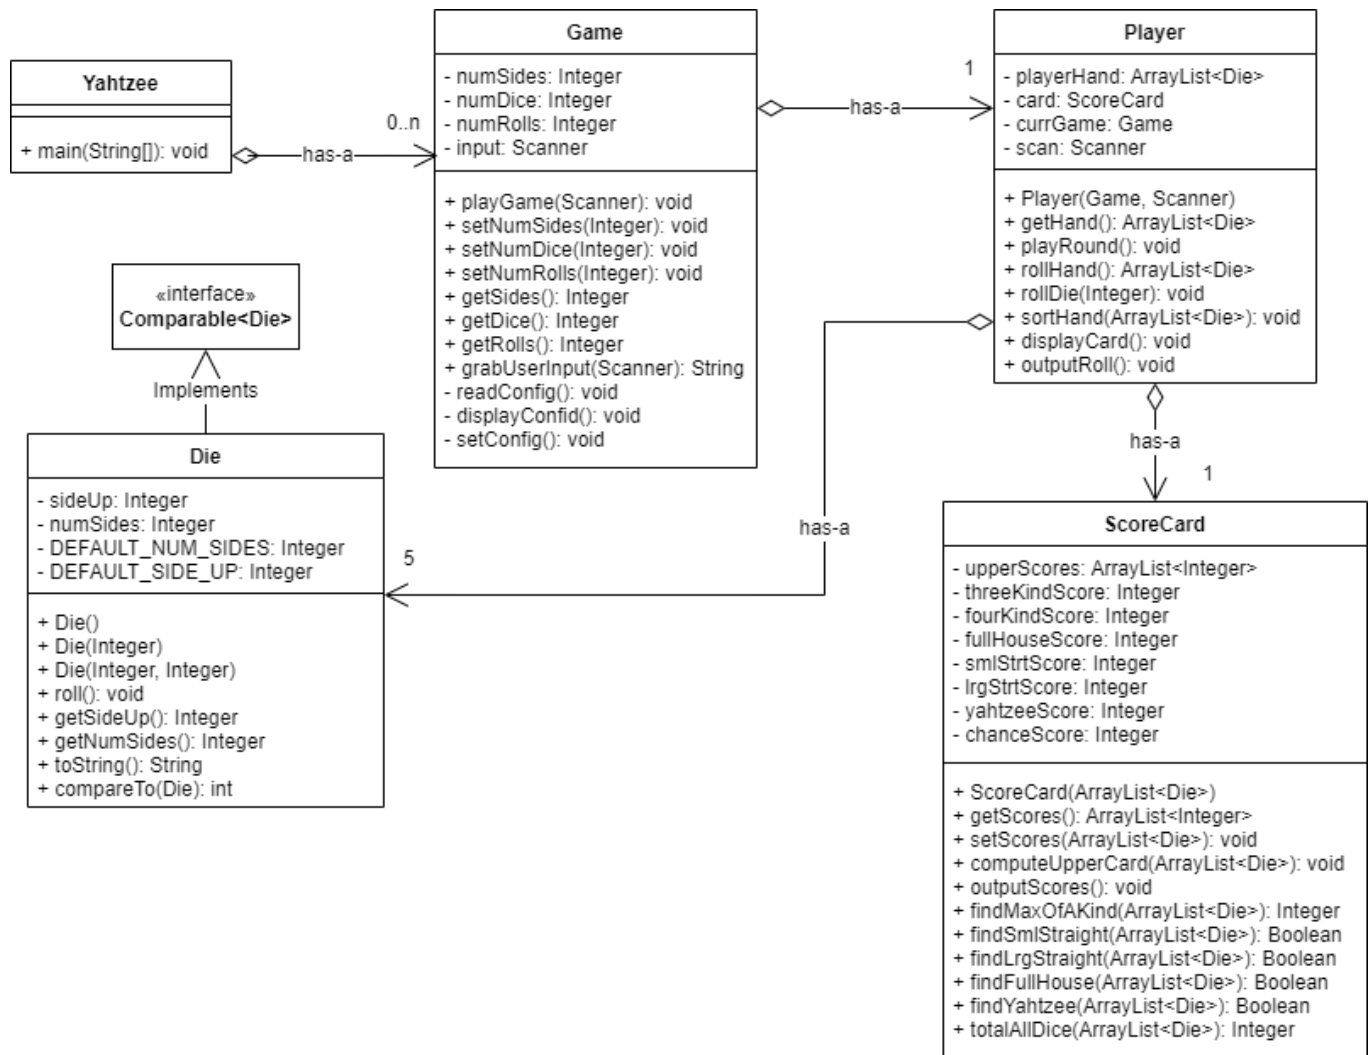 Yahtzee
+ main(String[]): void
has-a
0..n
Game
- numSides: Integer
- numDice: Integer
- numRolls: Integer
- input: Scanner
+ playGame(Scanner): void
+ setNumSides(Integer): void
+ setNumDice(Integer): void
+ setNumRolls(Integer): void
+ getSides(): Integer
+ getDice(): Integer
+ getRolls(): Integer
+ grabUserInput(Scanner): String
- readConfig(): void
- displayConfid(): void
- setConfig(): void
has-a
1
Player
- playerHand: ArrayList<Die>
- card: ScoreCard
- currGame: Game
- scan: Scanner
+ Player(Game, Scanner)
+ getHand(): ArrayList<Die>
+ playRound(): void
+ rollHand(): ArrayList<Die>
+ rollDie(Integer): void
+ sortHand(ArrayList<Die>): void
+ displayCard(): void
+ outputRoll(): void
«interface»
Comparable<Die>
Implements
Die
- sideUp: Integer
- numSides: Integer
- DEFAULT_NUM_SIDES: Integer
- DEFAULT_SIDE_UP: Integer
+ Die()
+ Die(Integer)
+ Die(Integer, Integer)
+ roll(): void
+ getSideUp(): Integer
+ getNumSides(): Integer
+ toString(): String
+ compareTo(Die): int
5
has-a
has-a
1
ScoreCard
- upperScores: ArrayList<Integer>
- threeKindScore: Integer
- fourKindScore: Integer
- fullHouseScore: Integer
- smlStrtScore: Integer
- lrgStrtScore: Integer
- yahtzeeScore: Integer
- chanceScore: Integer
+ ScoreCard(ArrayList<Die>)
+ getScores(): ArrayList<Integer>
+ setScores(ArrayList<Die>): void
+ computeUpperCard(ArrayList<Die>): void
+ outputScores(): void
+ findMaxOfAKind(ArrayList<Die>): Integer
+ findSmlStraight(ArrayList<Die>): Boolean
+ findLrgStraight(ArrayList<Die>): Boolean
+ findFullHouse(ArrayList<Die>): Boolean
+ findYahtzee(ArrayList<Die>): Boolean
+ totalAllDice(ArrayList<Die>): Integer